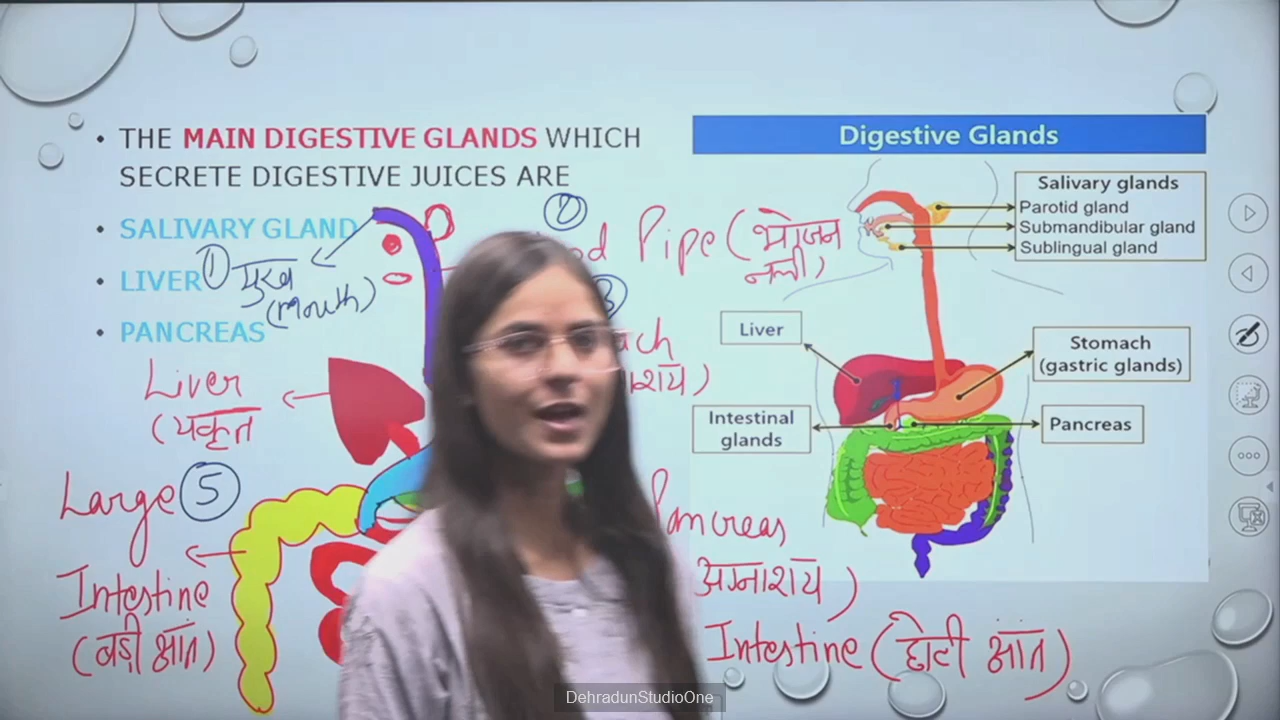 THE MAIN DIGESTIVE GLANDS WHICH
SECRETE DIGESTIVE JUICES ARE
SALIVARY GLAND
LIVER
PANCREAS
① मुख
(Mouth)
②
Pipe (भोजन
नली)
Liver
(यकृत
Large ⑤
Intestine
(बड़ी आंत)
Pancreas
अग्नाशय)
Intestine (छोटी आंत)
Digestive Glands
Salivary glands
Parotid gland
Submandibular gland
Sublingual gland
Liver
Stomach
(gastric glands)
Intestinal
glands
Pancreas
DehradunStudioOne